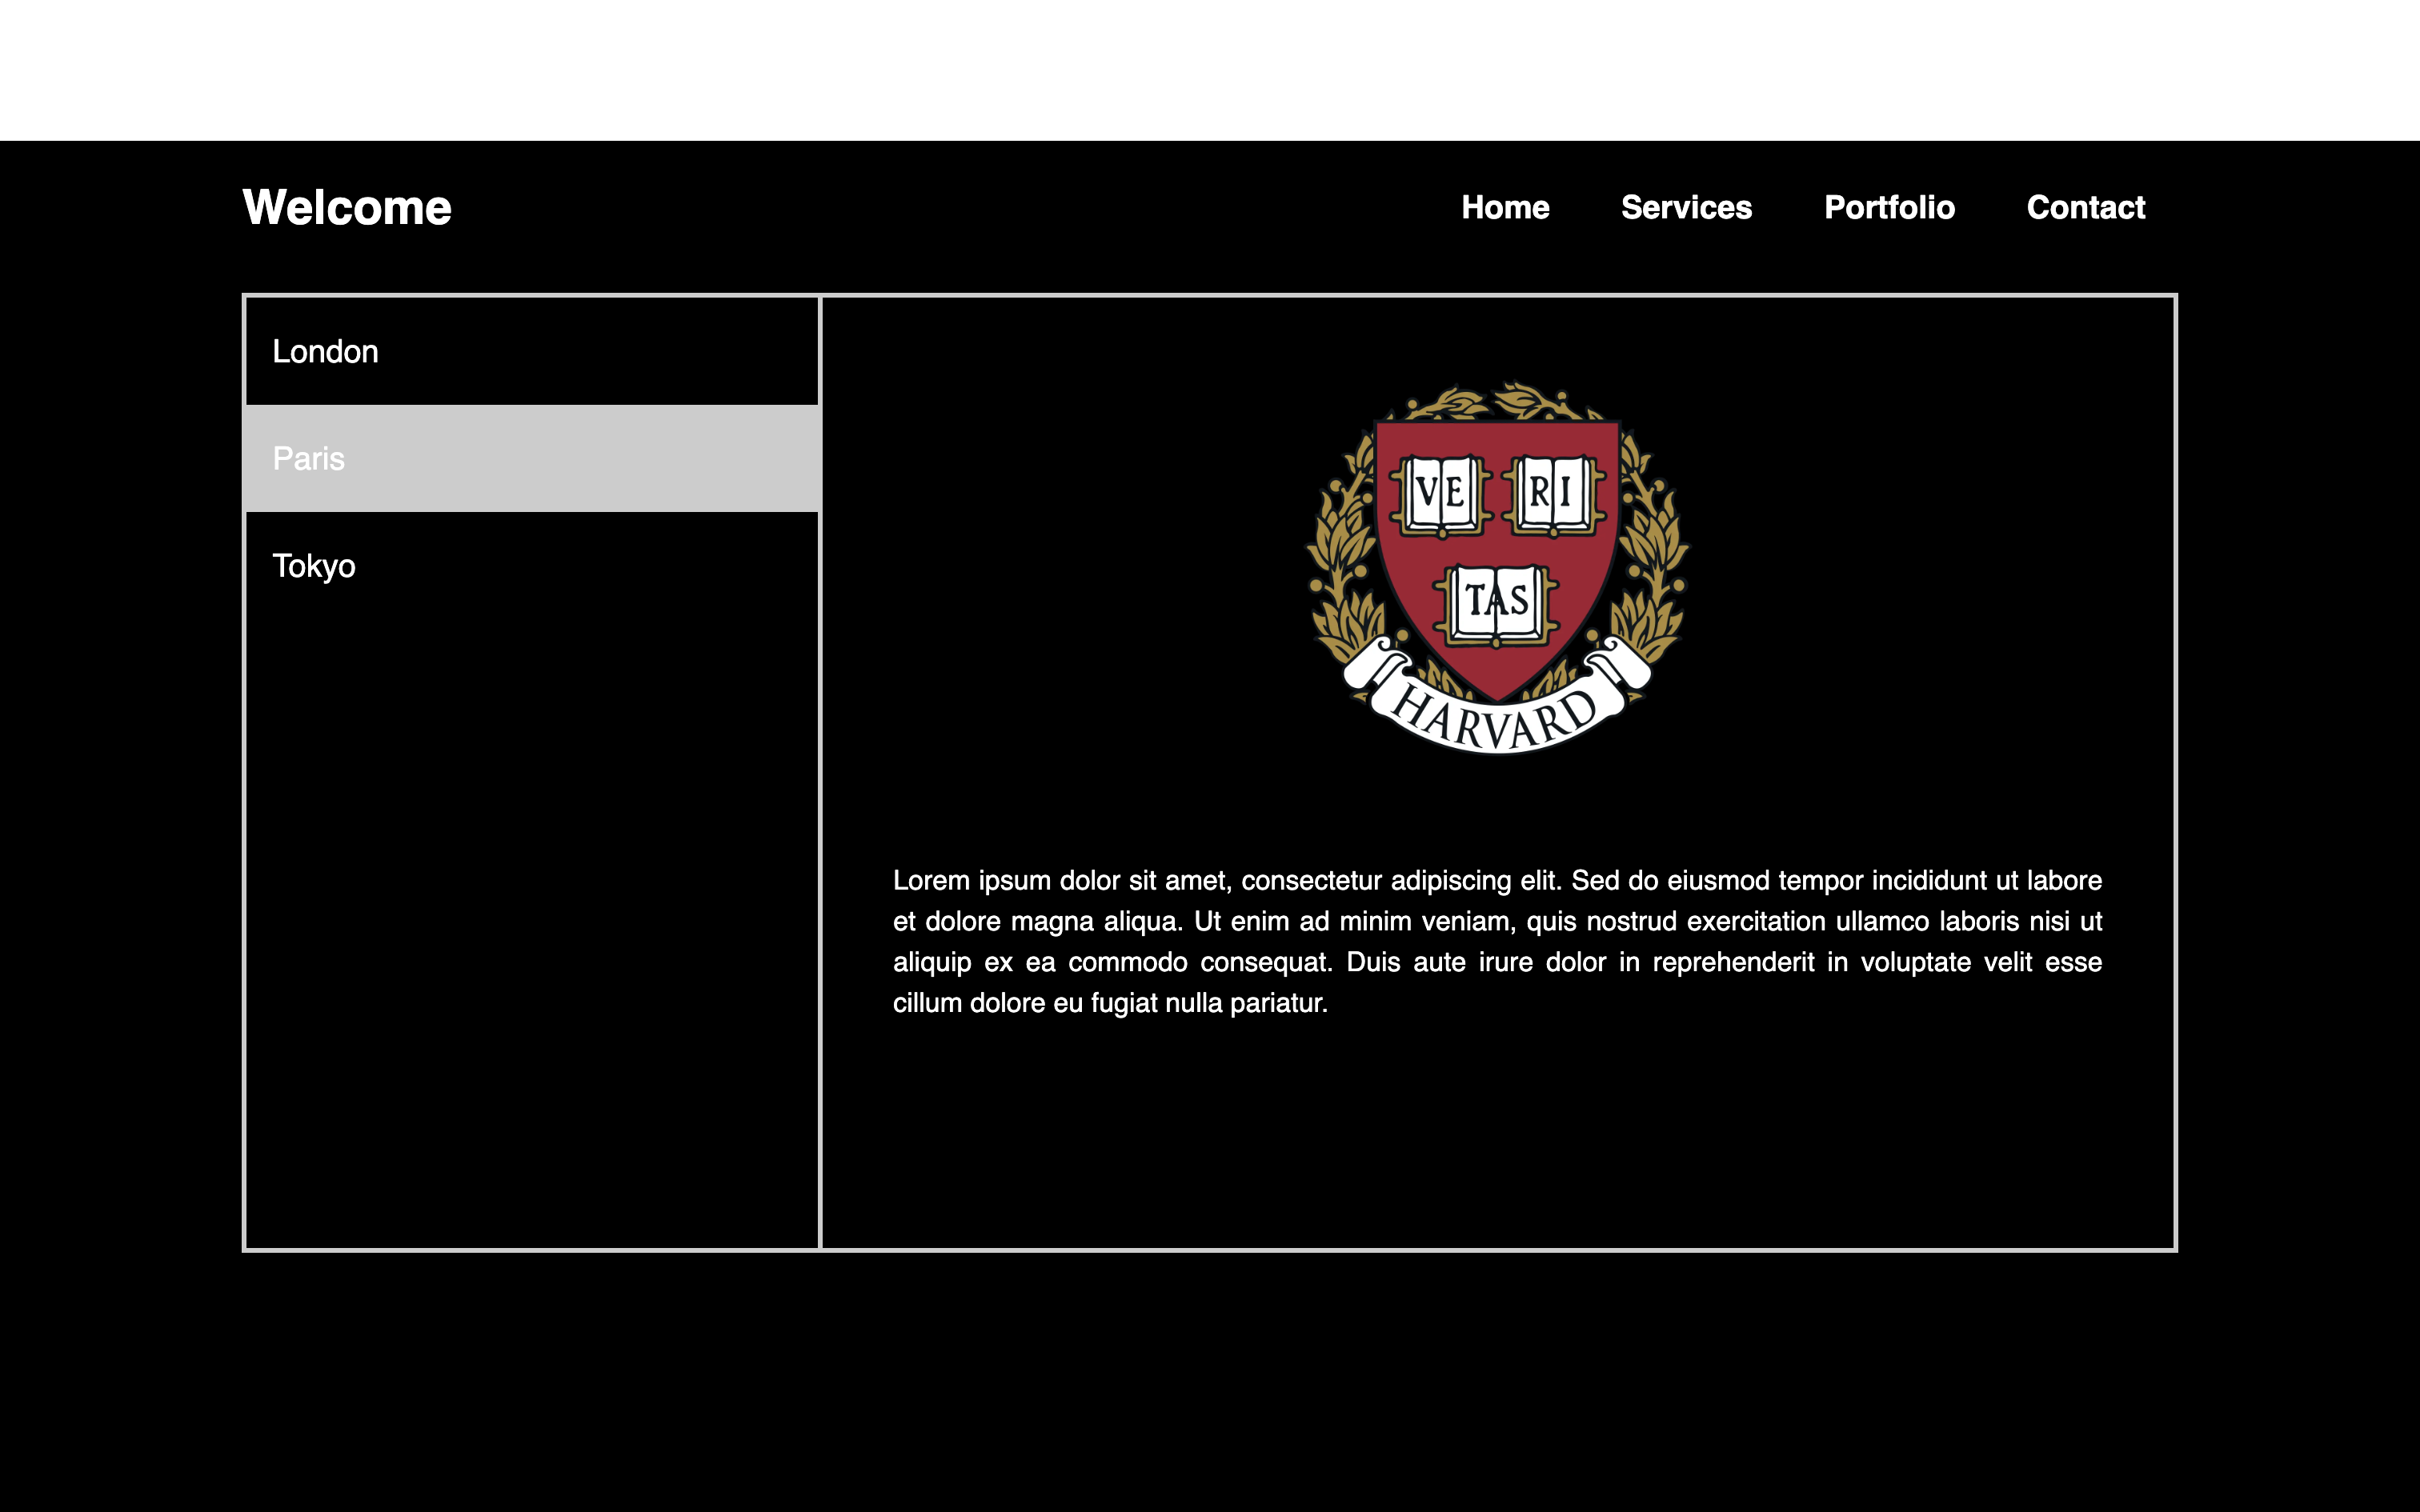 Welcome
Home Services Portfolio Contact
London
Paris
Tokyo
VE RI
TAS
HARVARD
Lorem ipsum dolor sit amet, consectetur adipiscing elit. Sed do eiusmod tempor incididunt ut labore
et dolore magna aliqua. Ut enim ad minim veniam, quis nostrud exercitation ullamco laboris nisi ut
aliquip ex ea commodo consequat. Duis aute irure dolor in reprehenderit in voluptate velit esse
cillum dolore eu fugiat nulla pariatur.